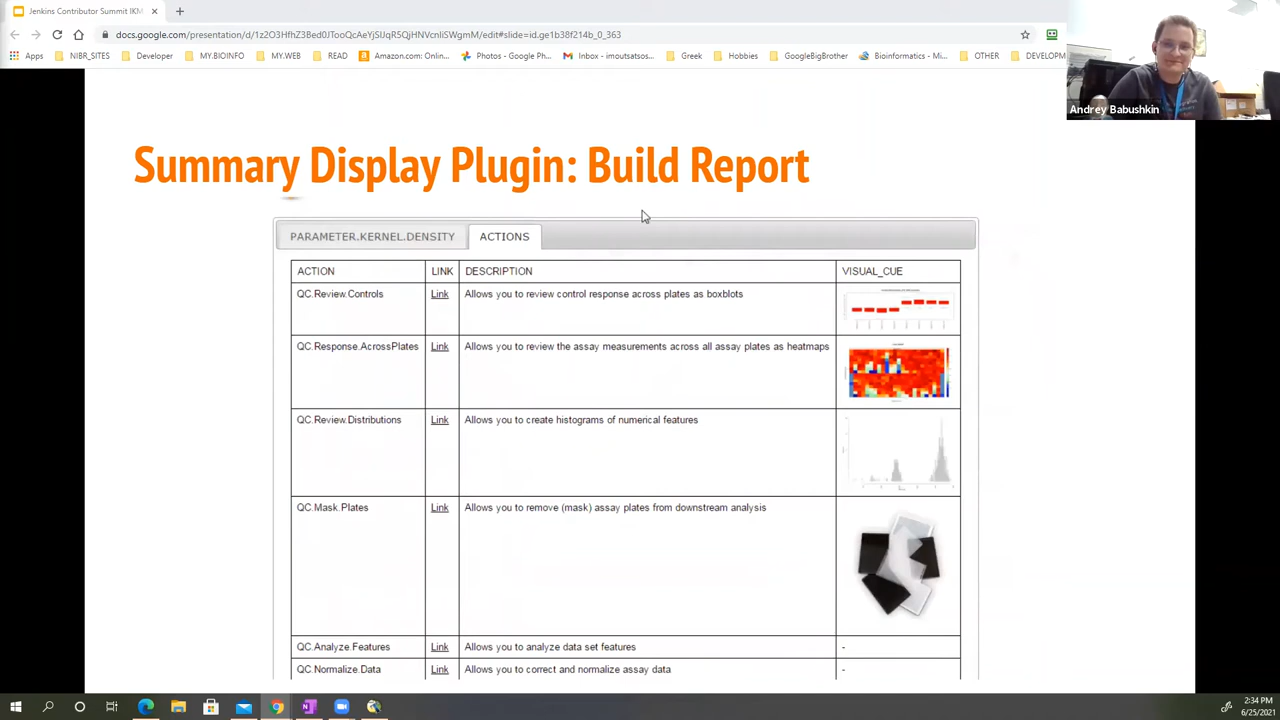 Jenkins Contributor Summit IKM
docs.google.com/presentation/d/1z2O3HfhZ3Bed0JTooQcAeYjSUqR5QjHNVcnIiSWgmM/edit#slide=id.ge1b38f214b_0_363
Apps NIBR_SITES Developer MY.BIOINFO MY.WEB READ Amazon.com: Onlin... Photos - Google Ph... Gmail - imoutsatsos... Greek Hobbies GoogleBigBrother Bioinformatics - Mi... OTHER
Andrey Babushkin
Summary Display Plugin: Build Report
PARAMETER.KERNEL.DENSITY ACTIONS
ACTION LINK DESCRIPTION VISUAL_CUE
QC.Review.Controls Link Allows you to review control response across plates as boxblots
QC.Response.AcrossPlates Link Allows you to review the assay measurements across all assay plates as heatmaps
QC.Review.Distributions Link Allows you to create histograms of numerical features
QC.Mask.Plates Link Allows you to remove (mask) assay plates from downstream analysis
QC.Analyze.Features Link Allows you to analyze data set features -
QC.Normalize.Data Link Allows you to correct and normalize assay data -
2:34 PM
6/25/2021